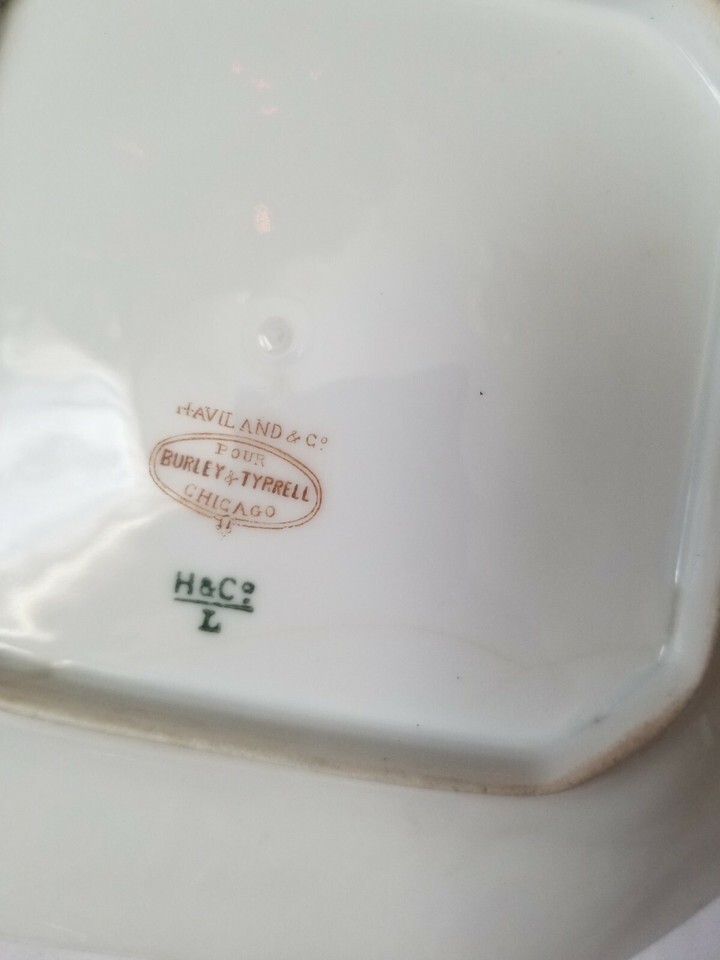 HAVILAND & Cº
POUR
BURLEY & TYRRELL
CHICAGO
H & Cº
L